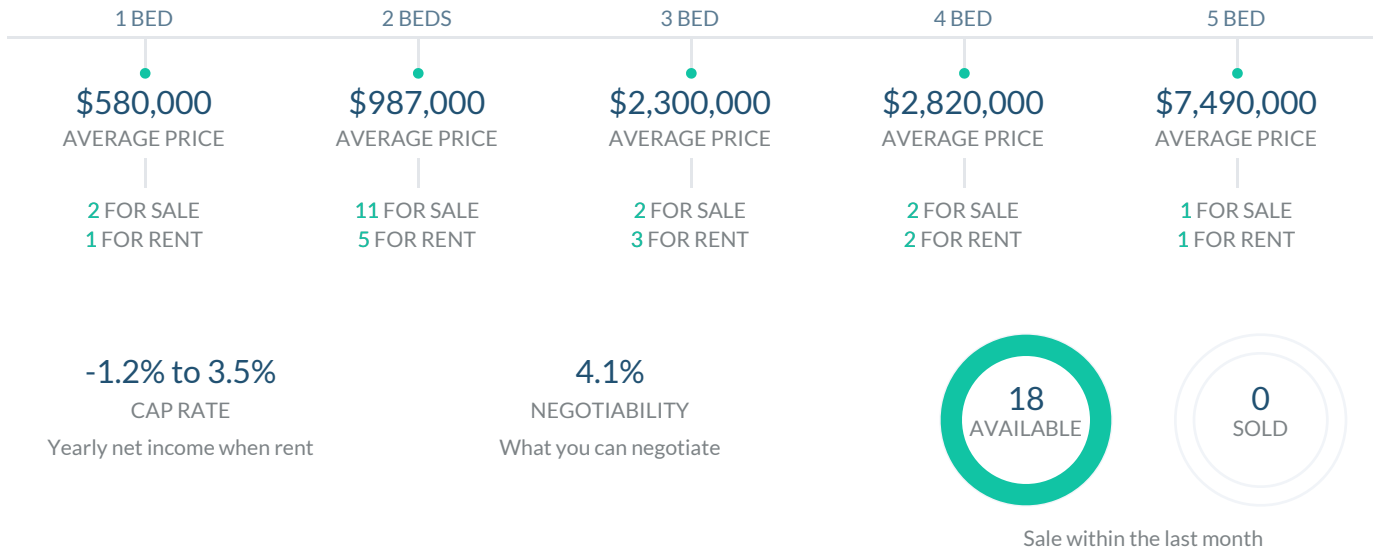 1 BED
2 BEDS
3 BED
4 BED
5 BED
$580,000
$987,000
$2,300,000
$2,820,000
$7,490,000
AVERAGE PRICE
AVERAGE PRICE
AVERAGE PRICE
AVERAGE PRICE
AVERAGE PRICE
2 FOR SALE
11 FOR SALE
2 FOR SALE
2 FOR SALE
1 FOR SALE
1 FOR RENT
5 FOR RENT
3 FOR RENT
2 FOR RENT
1 FOR RENT
-1.2% to 3.5%
CAP RATE
Yearly net income when rent
4.1%
NEGOTIABILITY
What you can negotiate
18
AVAILABLE
0
SOLD
Sale within the last month